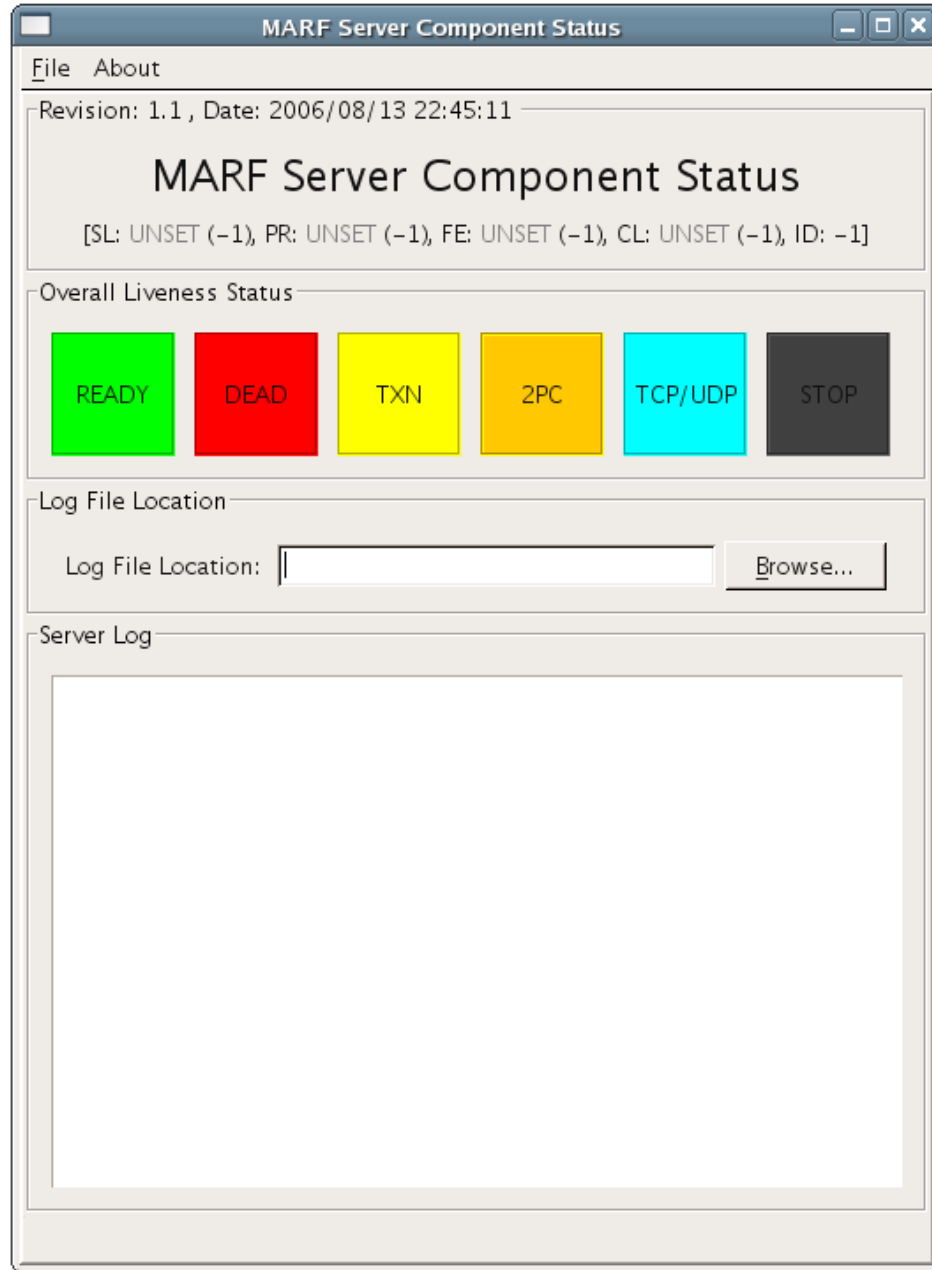 MARF Server Component Status
File About
Revision: 1.1 , Date: 2006/08/13 22:45:11
MARF Server Component Status
[SL: UNSET (−1), PR: UNSET (−1), FE: UNSET (−1), CL: UNSET (−1), ID: −1]
Overall Liveness Status
READY DEAD TXN 2PC TCP/UDP STOP
Log File Location
Log File Location: Browse...
Server Log